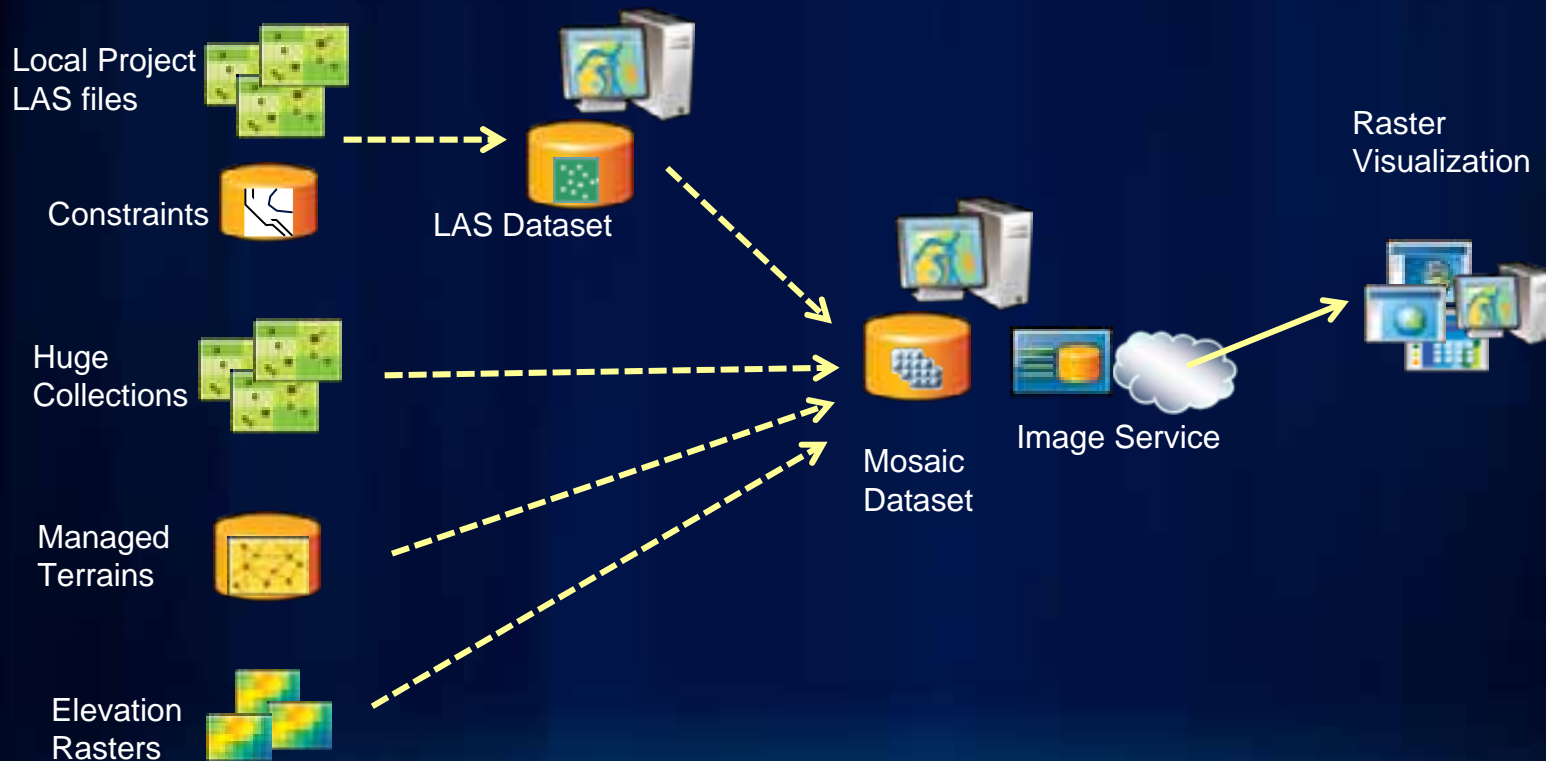 Local Project
LAS files
Constraints
LAS Dataset
Huge
Collections
Managed
Terrains
Elevation
Rasters
Mosaic
Dataset
Image Service
Raster
Visualization